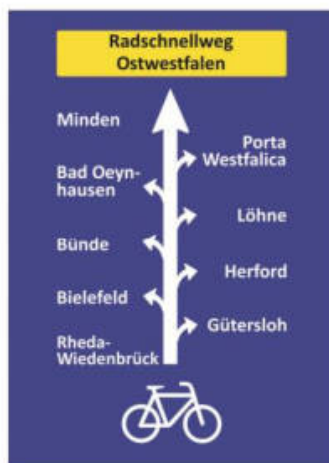 Radschnellweg
Ostwestfalen
Minden
Porta
Westfalica
Bad Oeyn-
hausen
Löhne
Bünde
Herford
Bielefeld
Gütersloh
Rheda-
Wiedenbrück